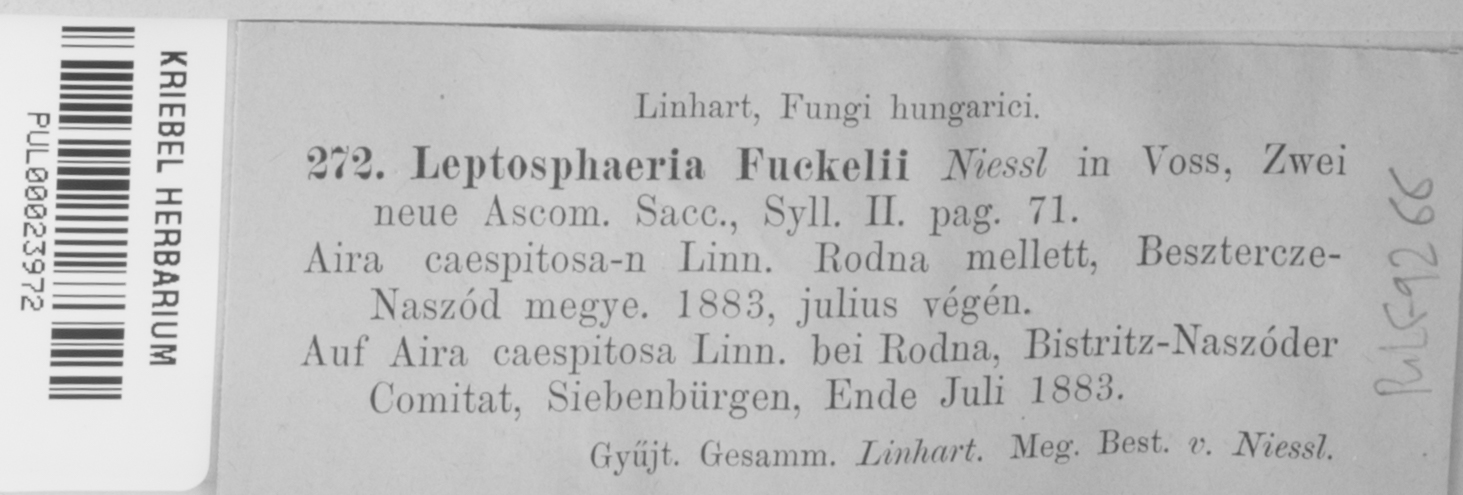 KRIEBEL HERBARIUM
PUL00023972
Linhart, Fungi hungarici.
272. Leptosphaeria Fuckelii Niessl in Voss, Zwei
neue Ascom. Sacc., Syll. II. pag. 71.
Aira caespitosa-n Linn. Rodna mellett, Besztercze-
Naszód megye. 1883, julius végén.
Auf Aira caespitosa Linn. bei Rodna, Bistritz-Naszóder
Comitat, Siebenbürgen, Ende Juli 1883.
Gyűjt. Gesamm. Linhart. Meg. Best. v. Niessl.
PULF9266